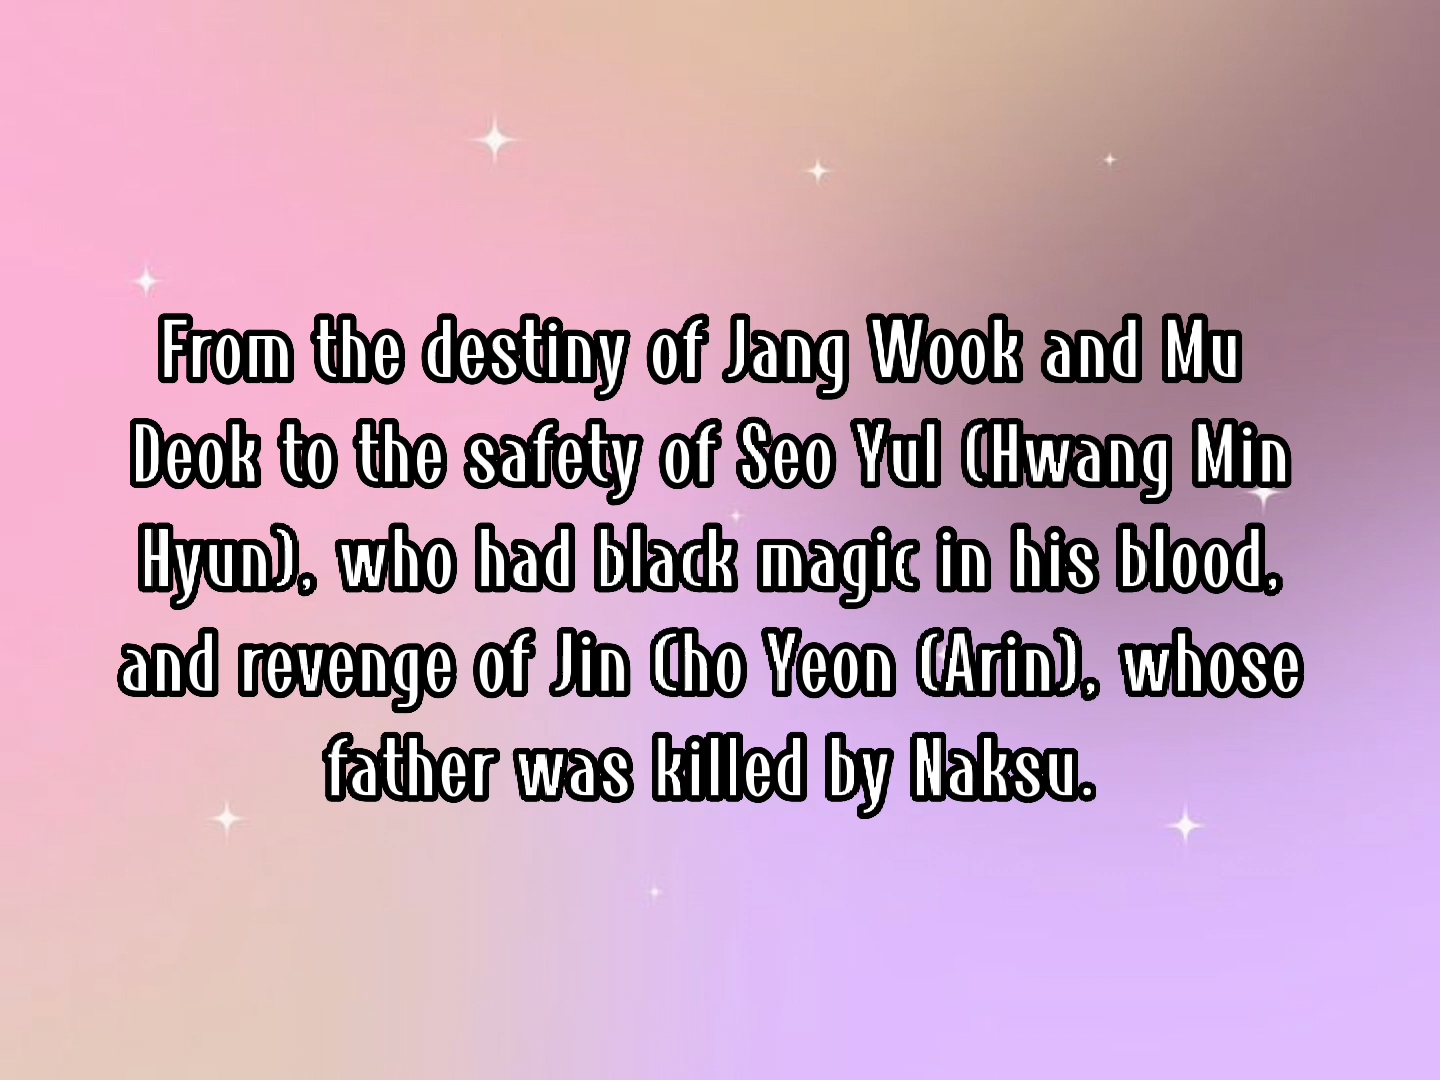 From the destiny of Jang Wook and Mu
Deok to the safety of Seo Yul (Hwang Min
Hyun), who had black magic in his blood,
and revenge of Jin Cho Yeon (Arin), whose
father was killed by Naksu.